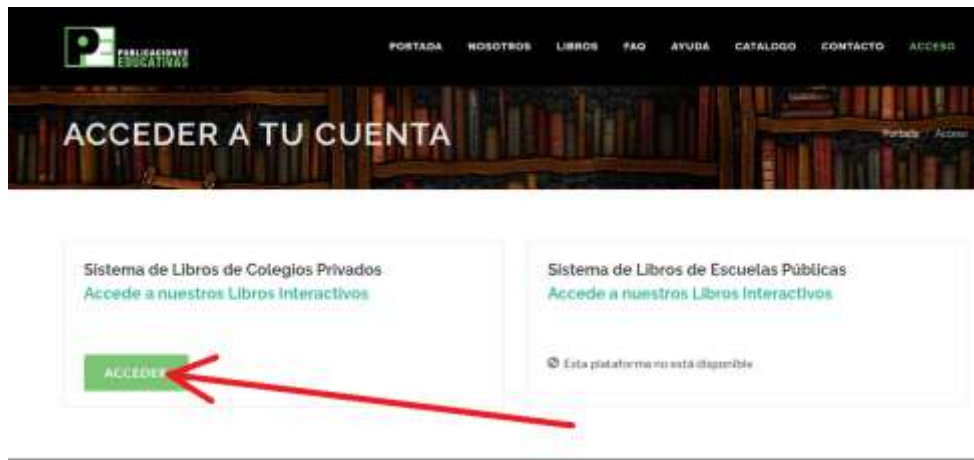 PE PUBLICACIONES
EDUCATIVAS
PORTADA NOSOTROS LIBROS FAQ AYUDA CATALOGO CONTACTO ACCESO
ACCEDER A TU CUENTA
Portada / Acceso
Sistema de Libros de Colegios Privados
Accede a nuestros Libros Interactivos
ACCEDER
Sistema de Libros de Escuelas Públicas
Accede a nuestros Libros Interactivos
Esta plataforma no está disponible